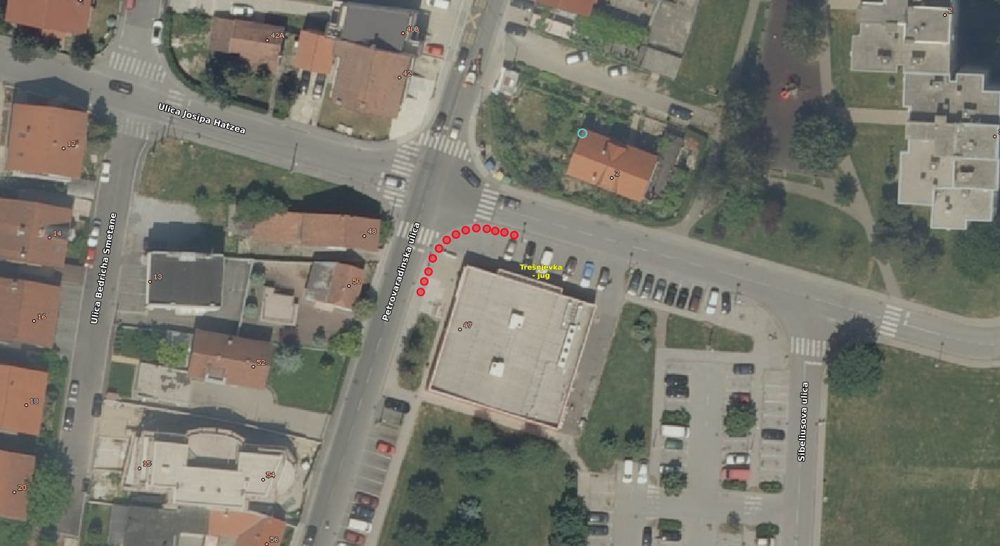 2
40B
42A
42
Ulica Josipa Hatzea
12
2
14
48
Petrovaradinska ulica
Ulica Bedricha Smetane
Trešnjevka
- jug
13
50
16
47
52
18
Sibeliusova ulica
15
54
20
56